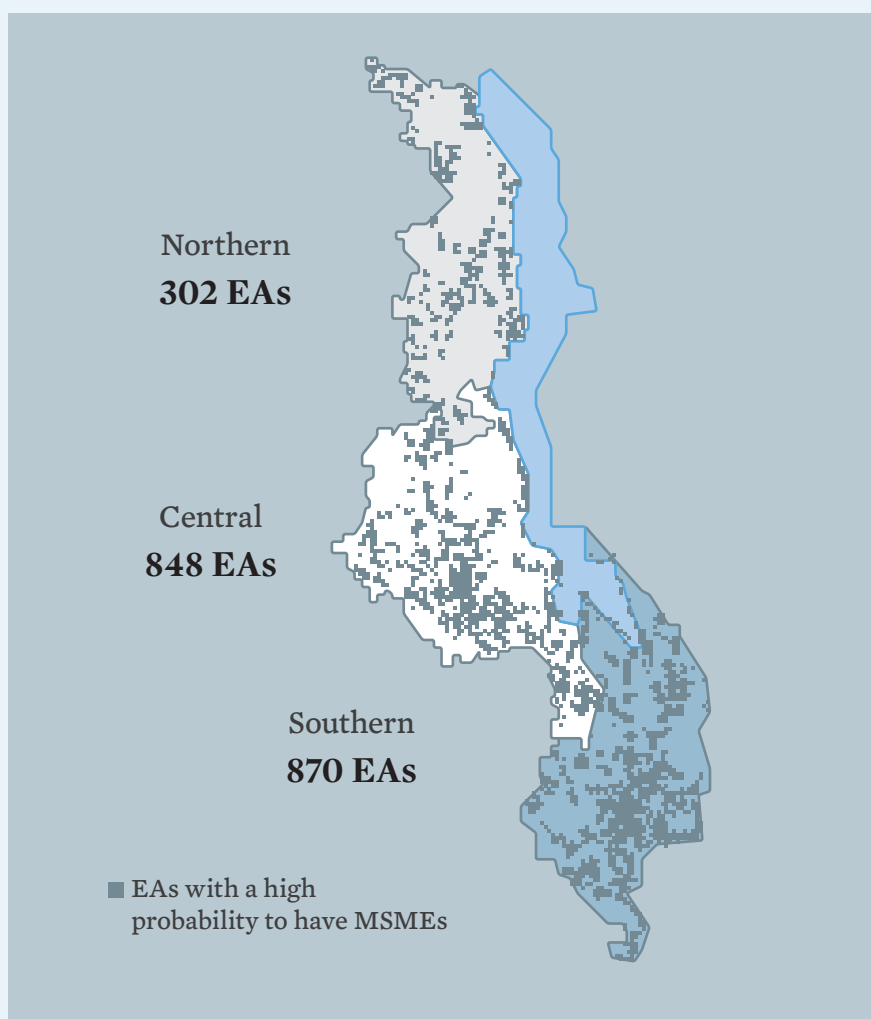 Northern
302 EAs
Central
848 EAs
Southern
870 EAs
EAs with a high
probability to have MSMEs